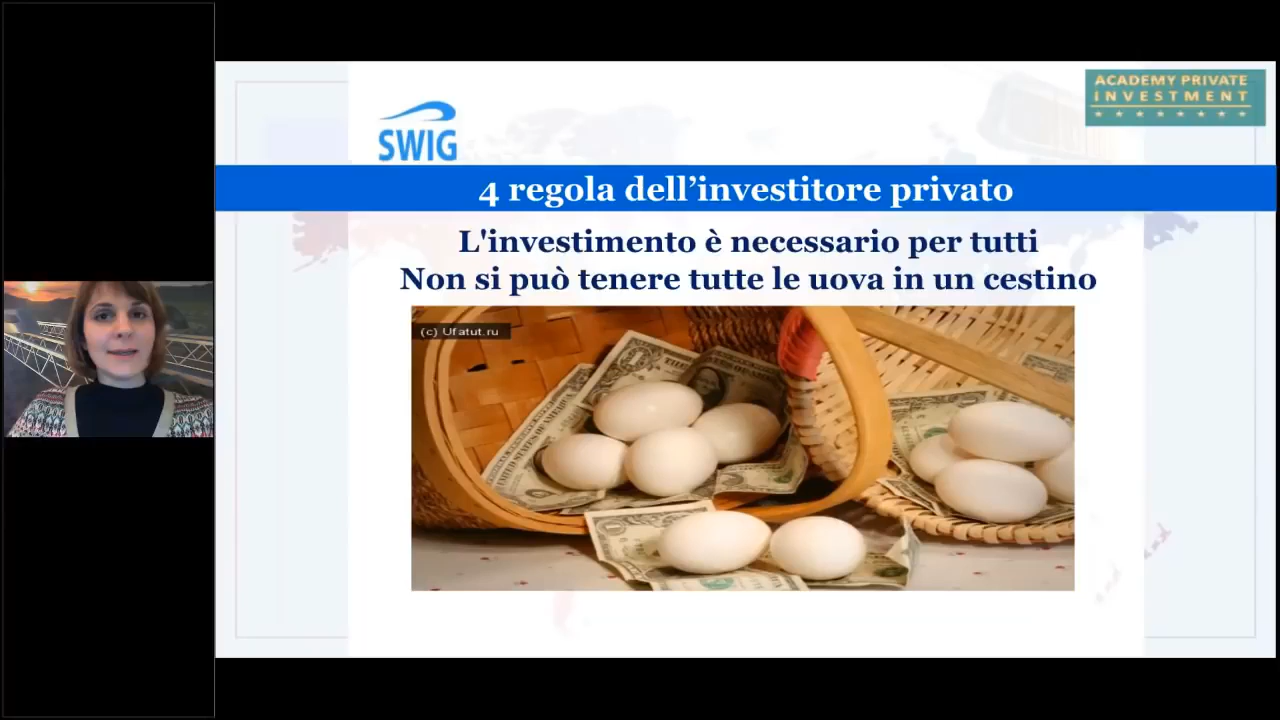 ACADEMY PRIVATE
INVESTMENT
SWIG
4 regola dell’investitore privato
L'investimento è necessario per tutti
Non si può tenere tutte le uova in un cestino
(c) Ufatut.ru